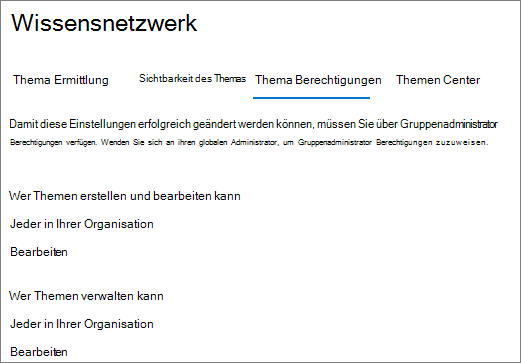 Wissensnetzwerk
Thema Ermittlung Sichtbarkeit des Themas Thema Berechtigungen Themen Center
Damit diese Einstellungen erfolgreich geändert werden können, müssen Sie über Gruppenadministrator
Berechtigungen verfügen. Wenden Sie sich an ihren globalen Administrator, um Gruppenadministrator Berechtigungen zuzuweisen.
Wer Themen erstellen und bearbeiten kann
Jeder in Ihrer Organisation
Bearbeiten
Wer Themen verwalten kann
Jeder in Ihrer Organisation
Bearbeiten